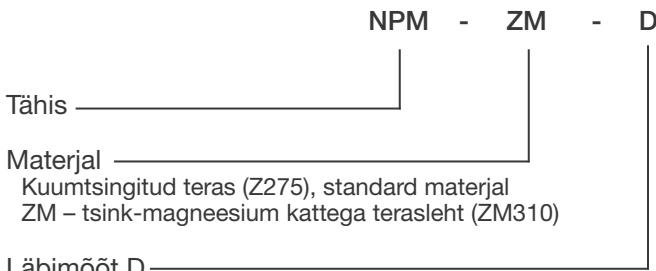 NPM - ZM - D
Tähis
Materjal
Kuumtsingitud teras (Z275), standard materjal
ZM – tsink-magneesium kattega terasleht (ZM310)
Läbimõõt D